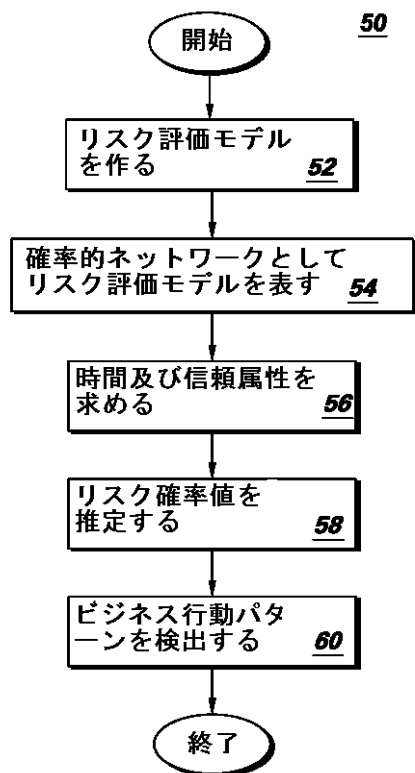 50
開始
リスク評価モデル
を作る 52
確率的ネットワークとして
リスク評価モデルを表す 54
時間及び信頼属性を
求める 56
リスク確率値を
推定する 58
ビジネス行動パタ
ーンを検出する 60
終了